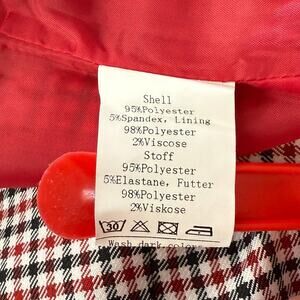 Shell
95%Polyester
5%Spandex, Lining
98%Polyester
2%Viscose
Stoff
95%Polyester
5%Elastane, Futter
98%Polyester
2%Viskose
30
Wash dark colors